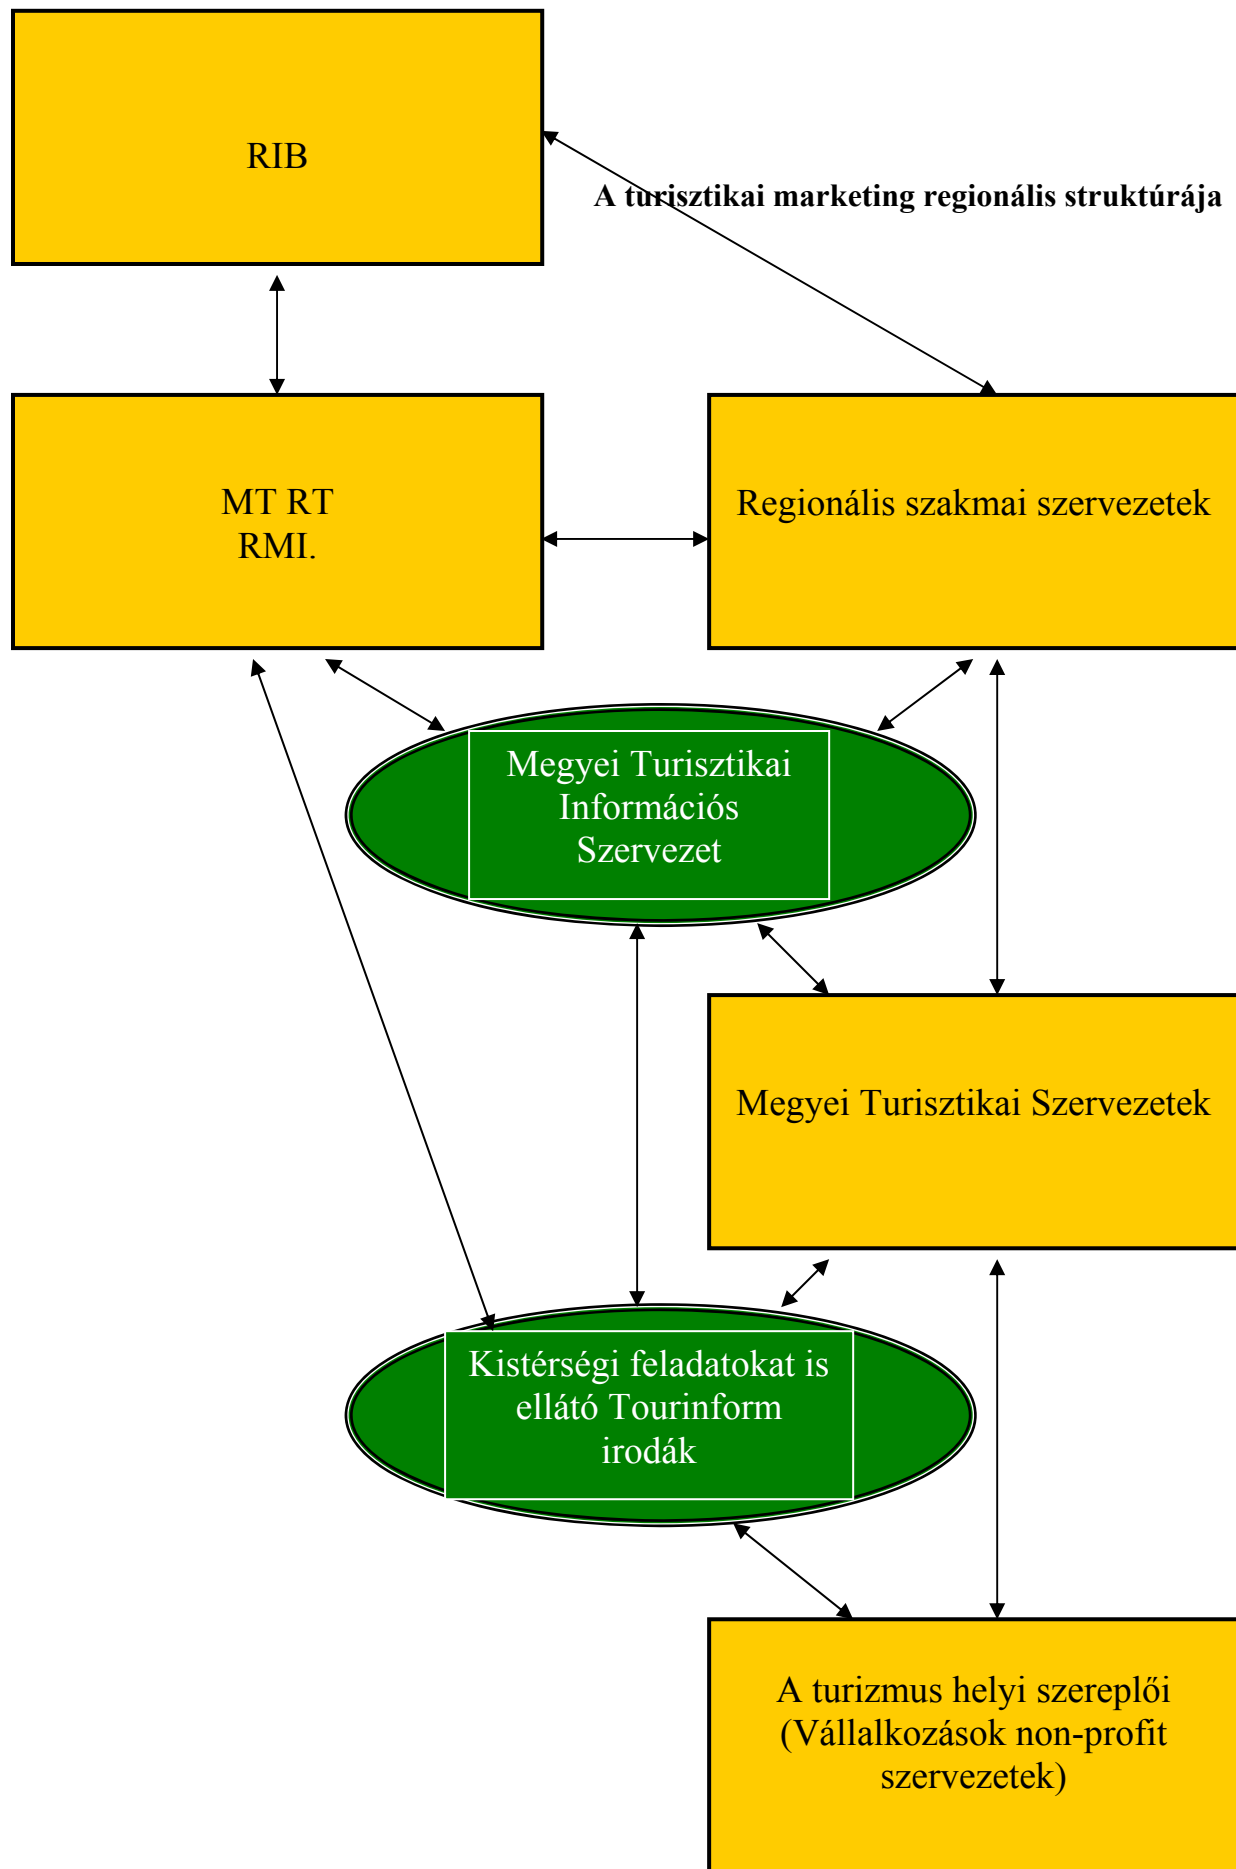 RIB
A turisztikai marketing regionális struktúrája
MT RT
RMI.
Regionális szakmai szervezetek
Megyei Turisztikai
Információs
Szervezet
Megyei Turisztikai Szervezetek
Kistérségi feladatokat is
ellátó Tourinform
irodák
A turizmus helyi szereplői
(Vállalkozások non-profit
szervezetek)